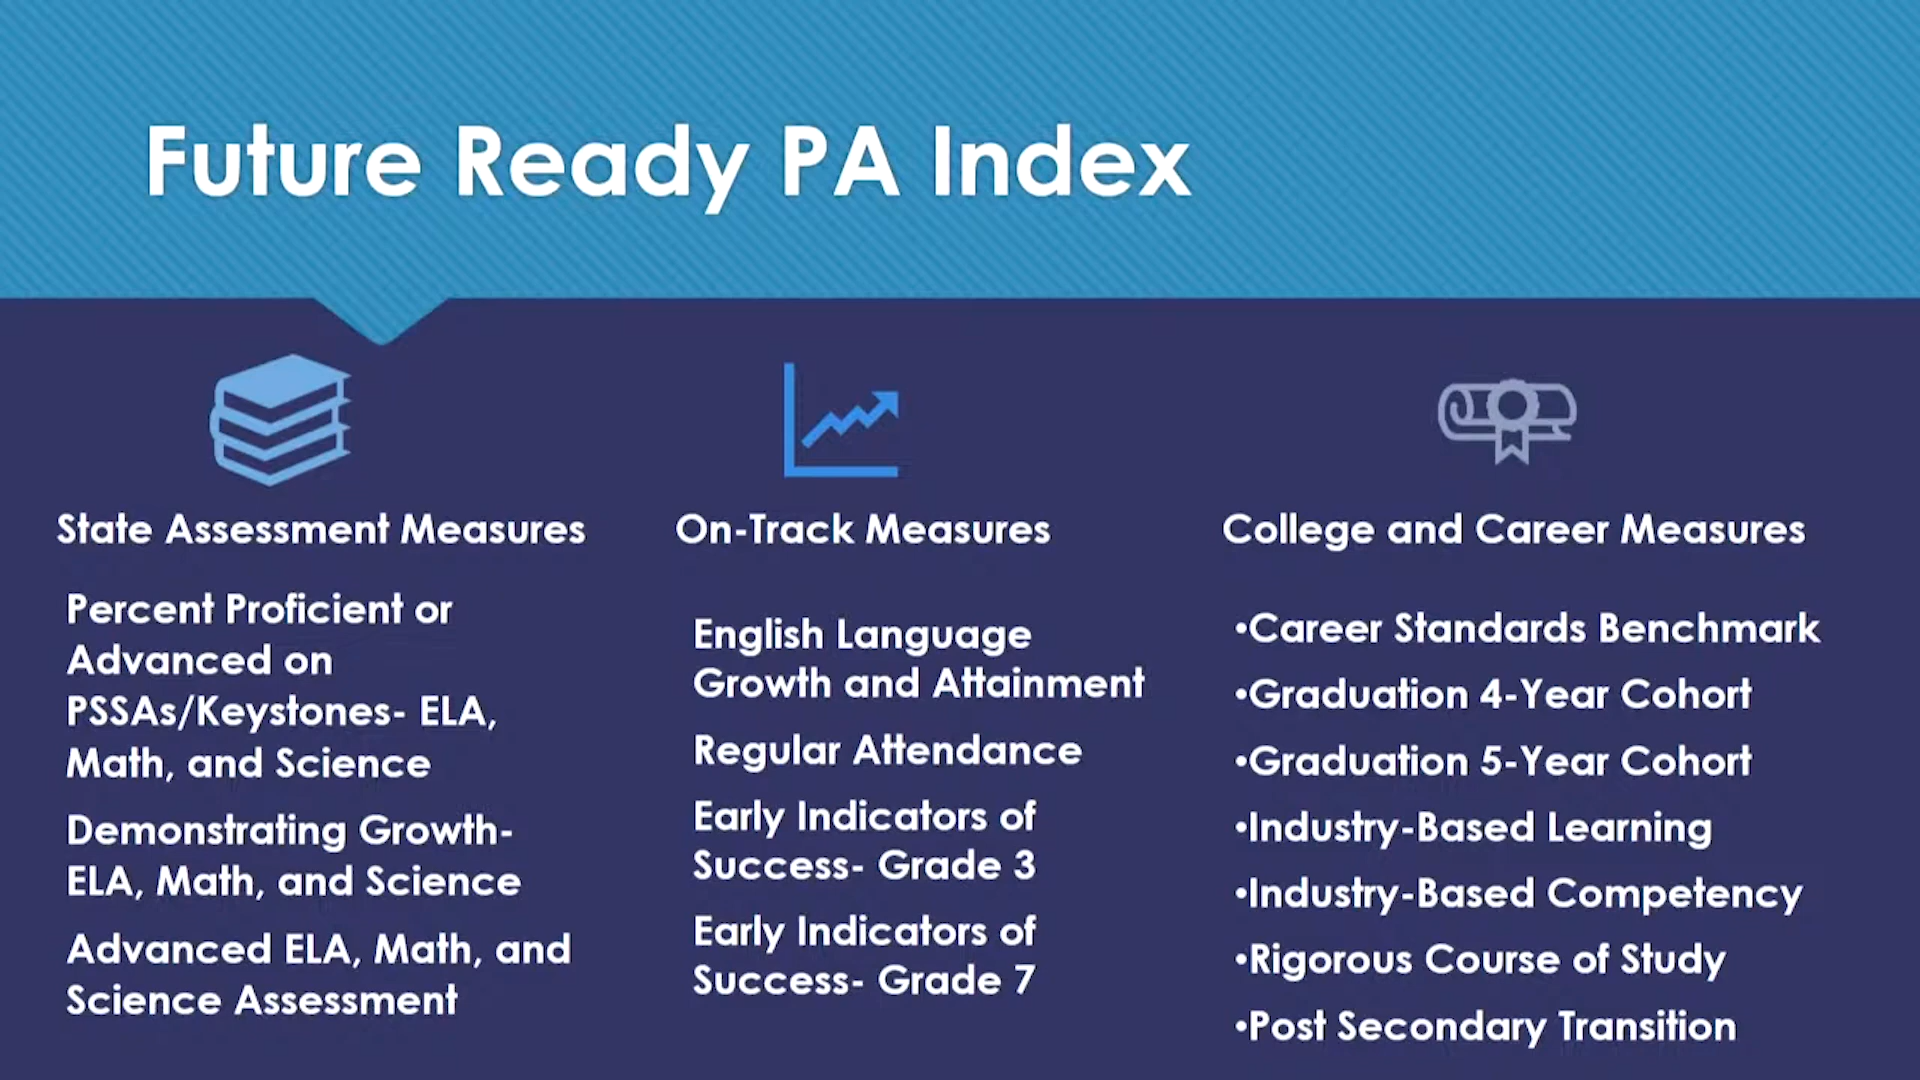 Future Ready PA Index
State Assessment Measures
Percent Proficient or
Advanced on
PSSAs/Keystones- ELA,
Math, and Science
Demonstrating Growth-
ELA, Math, and Science
Advanced ELA, Math, and
Science Assessment
On-Track Measures
English Language
Growth and Attainment
Regular Attendance
Early Indicators of
Success- Grade 3
Early Indicators of
Success- Grade 7
College and Career Measures
•Career Standards Benchmark
•Graduation 4-Year Cohort
•Graduation 5-Year Cohort
•Industry-Based Learning
•Industry-Based Competency
•Rigorous Course of Study
•Post Secondary Transition